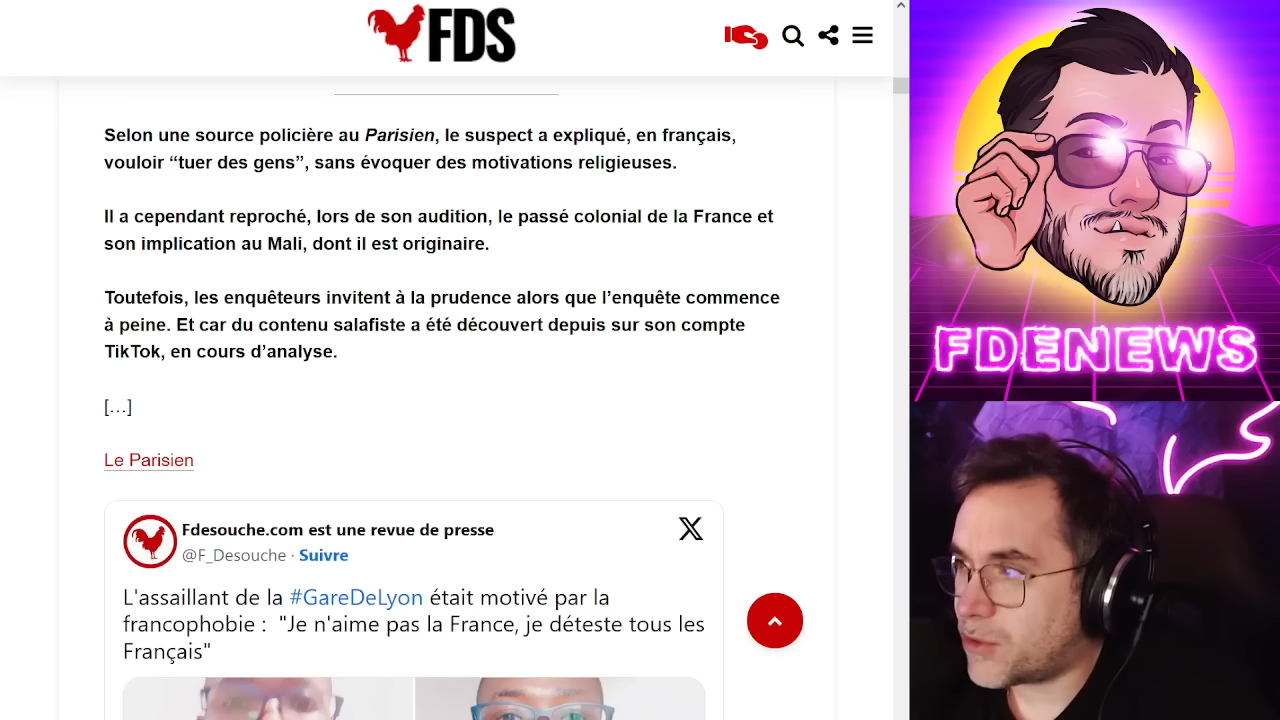 FDS
Selon une source policière au Parisien, le suspect a expliqué, en français,
vouloir “tuer des gens”, sans évoquer des motivations religieuses.
Il a cependant reproché, lors de son audition, le passé colonial de la France et
son implication au Mali, dont il est originaire.
Toutefois, les enquêteurs invitent à la prudence alors que l’enquête commence
à peine. Et car du contenu salafiste a été découvert depuis sur son compte
TikTok, en cours d’analyse.
[…]
Le Parisien
Fdesouche.com est une revue de presse
@F_Desouche · Suivre
L'assaillant de la #GareDeLyon était motivé par la
francophobie : "Je n'aime pas la France, je déteste tous les
Français"
FDENEWS